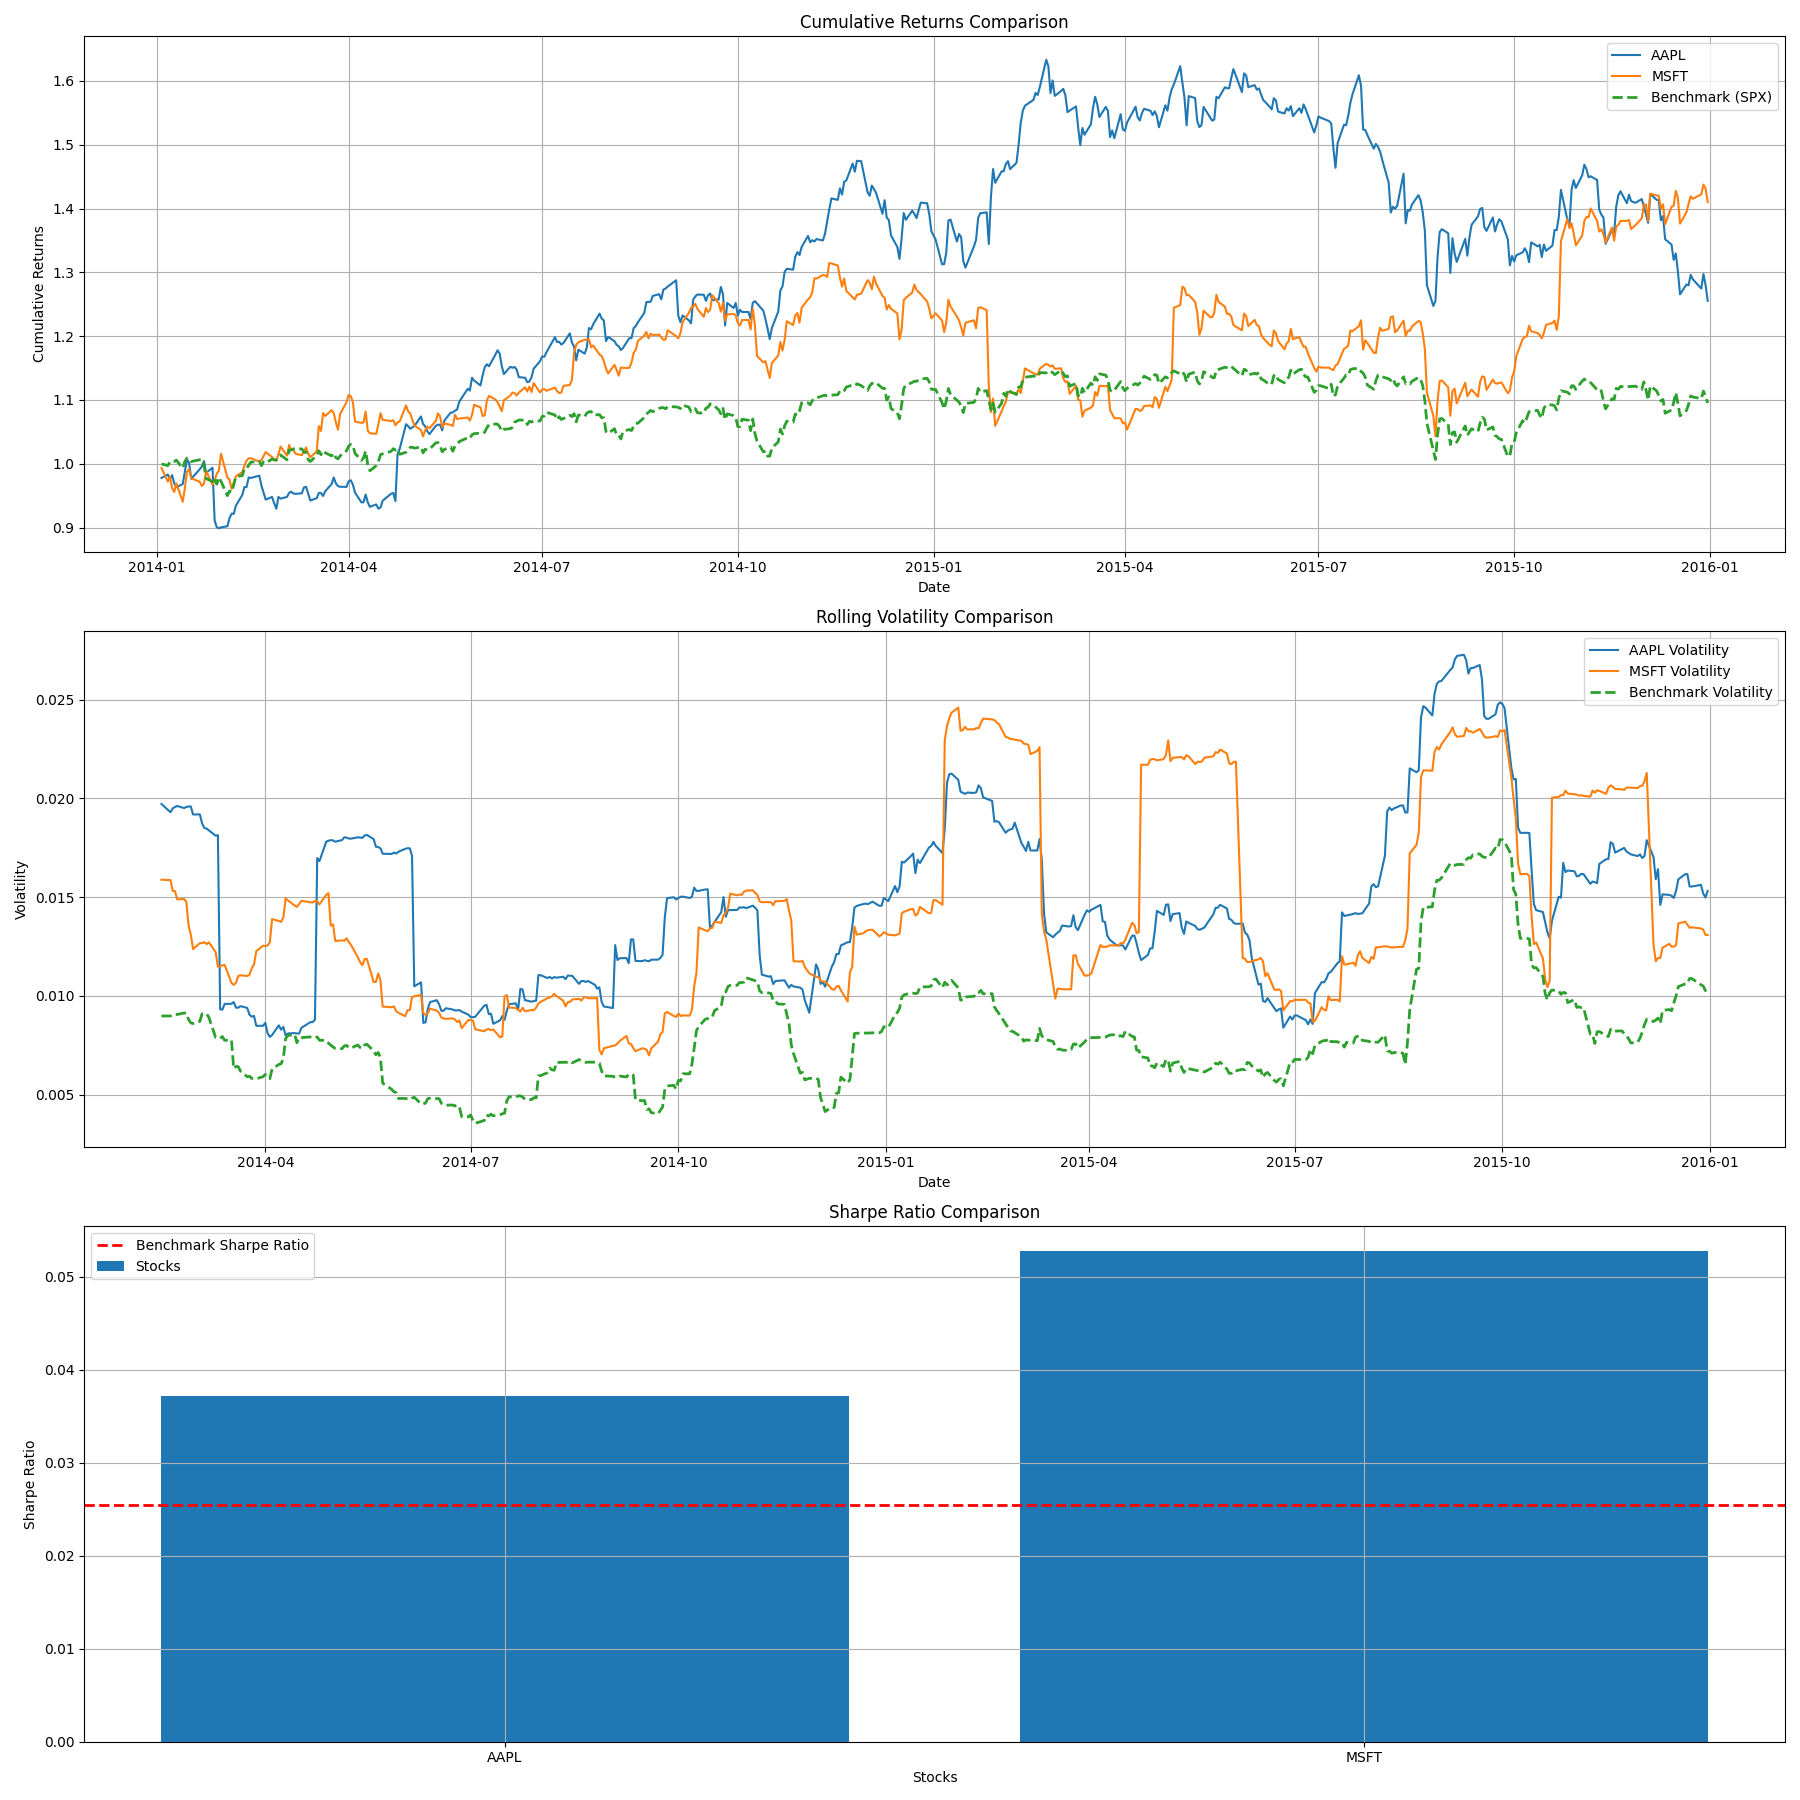 Cumulative Returns Comparison
AAPL
MSFT
Benchmark (SPX)
Cumulative Returns
1.6
1.5
1.4
1.3
1.2
1.1
1.0
0.9
2014-01 2014-04 2014-07 2014-10 2015-01 2015-04 2015-07 2015-10 2016-01
Date
Rolling Volatility Comparison
AAPL Volatility
MSFT Volatility
Benchmark Volatility
Volatility
0.025
0.020
0.015
0.010
0.005
2014-04 2014-07 2014-10 2015-01 2015-04 2015-07 2015-10 2016-01
Date
Sharpe Ratio Comparison
Benchmark Sharpe Ratio
Stocks
Sharpe Ratio
0.05
0.04
0.03
0.02
0.01
0.00
AAPL MSFT
Stocks